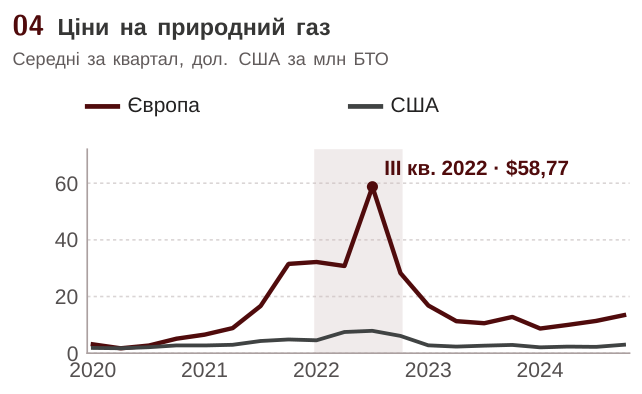 04 Ціни на природний газ
Середні за квартал, дол. США за млн БТО
Європа США
III кв. 2022 · $58,77
60
40
20
0
2020 2021 2022 2023 2024